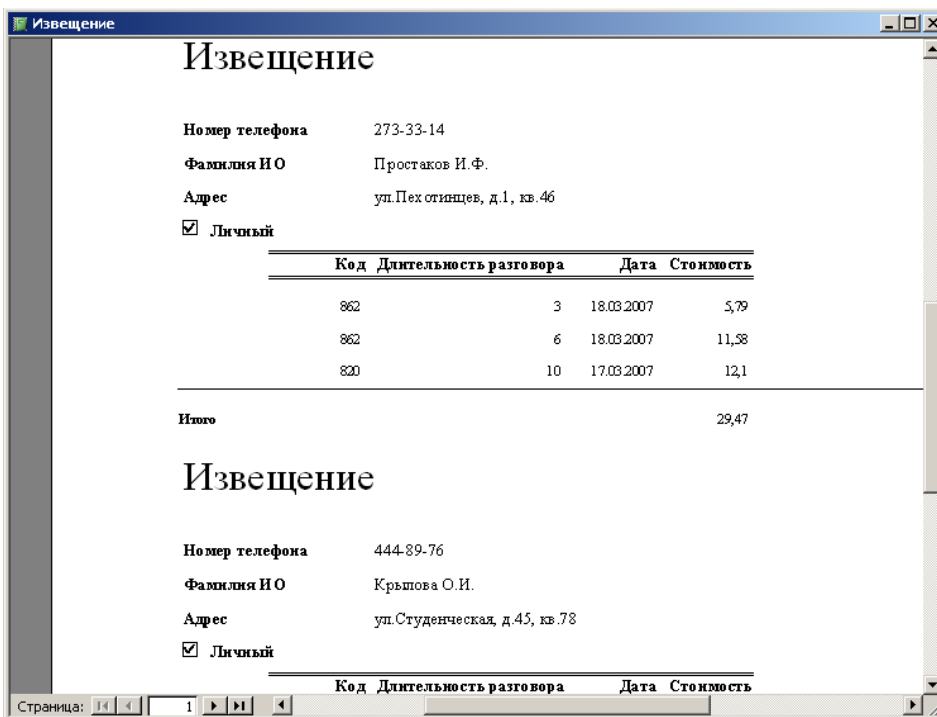 Извещение
Извещение
Номер телефона 273-33-14
Фамилия И О Простаков И.Ф.
Адрес ул.Пехотинцев, д.1, кв.46
Личный
Код Длительность разговора Дата Стоимость
862 3 18.03.2007 5,79
862 6 18.03.2007 11,58
820 10 17.03.2007 12,1
Итого 29,47
Извещение
Номер телефона 444-89-76
Фамилия И О Крылова О.И.
Адрес ул.Студенческая, д.45, кв.78
Личный
Код Длительность разговора Дата Стоимость
Страница: 1